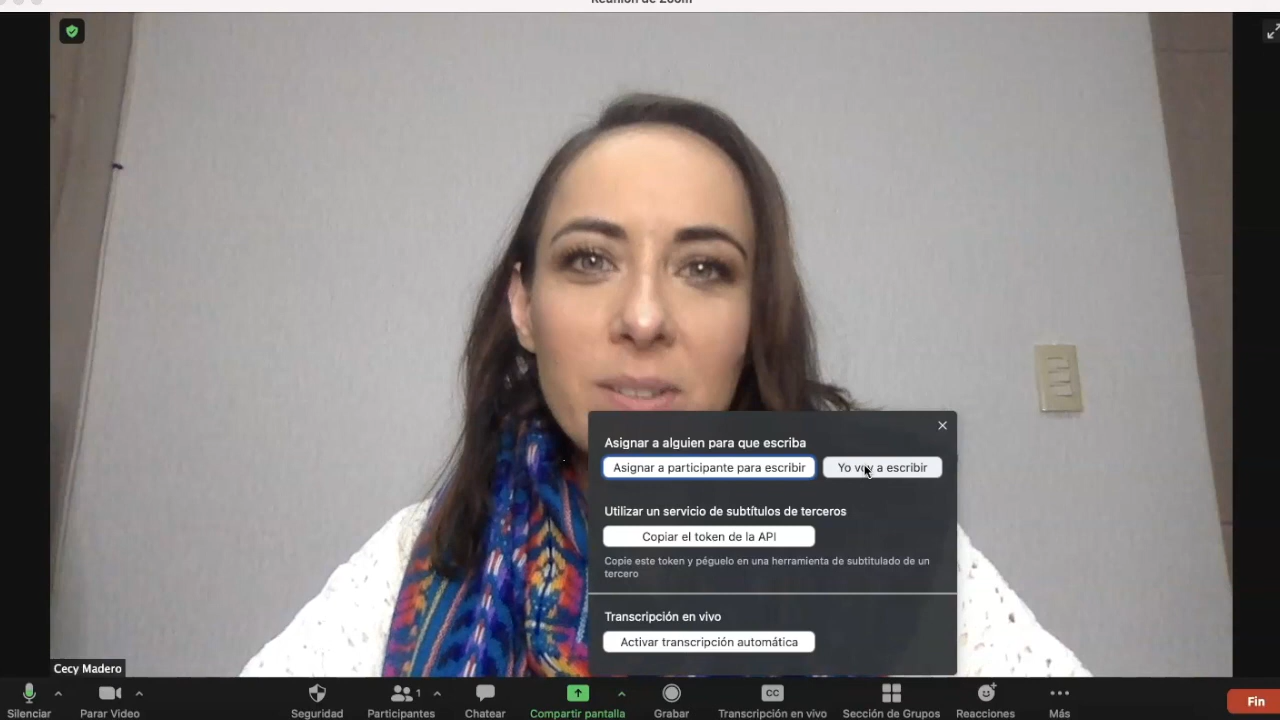 Reunión de Zoom
Asignar a alguien para que escriba
Asignar a participante para escribir
Yo voy a escribir
Utilizar un servicio de subtítulos de terceros
Copiar el token de la API
Copie este token y péguelo en una herramienta de subtitulado de un
tercero
Transcripción en vivo
Activar transcripción automática
Cecy Madero
1
CC
Silenciar
Parar Video
Seguridad
Participantes
Chatear
Compartir pantalla
Grabar
Transcripción en vivo
Sección de Grupos
Reacciones
Más
Fin